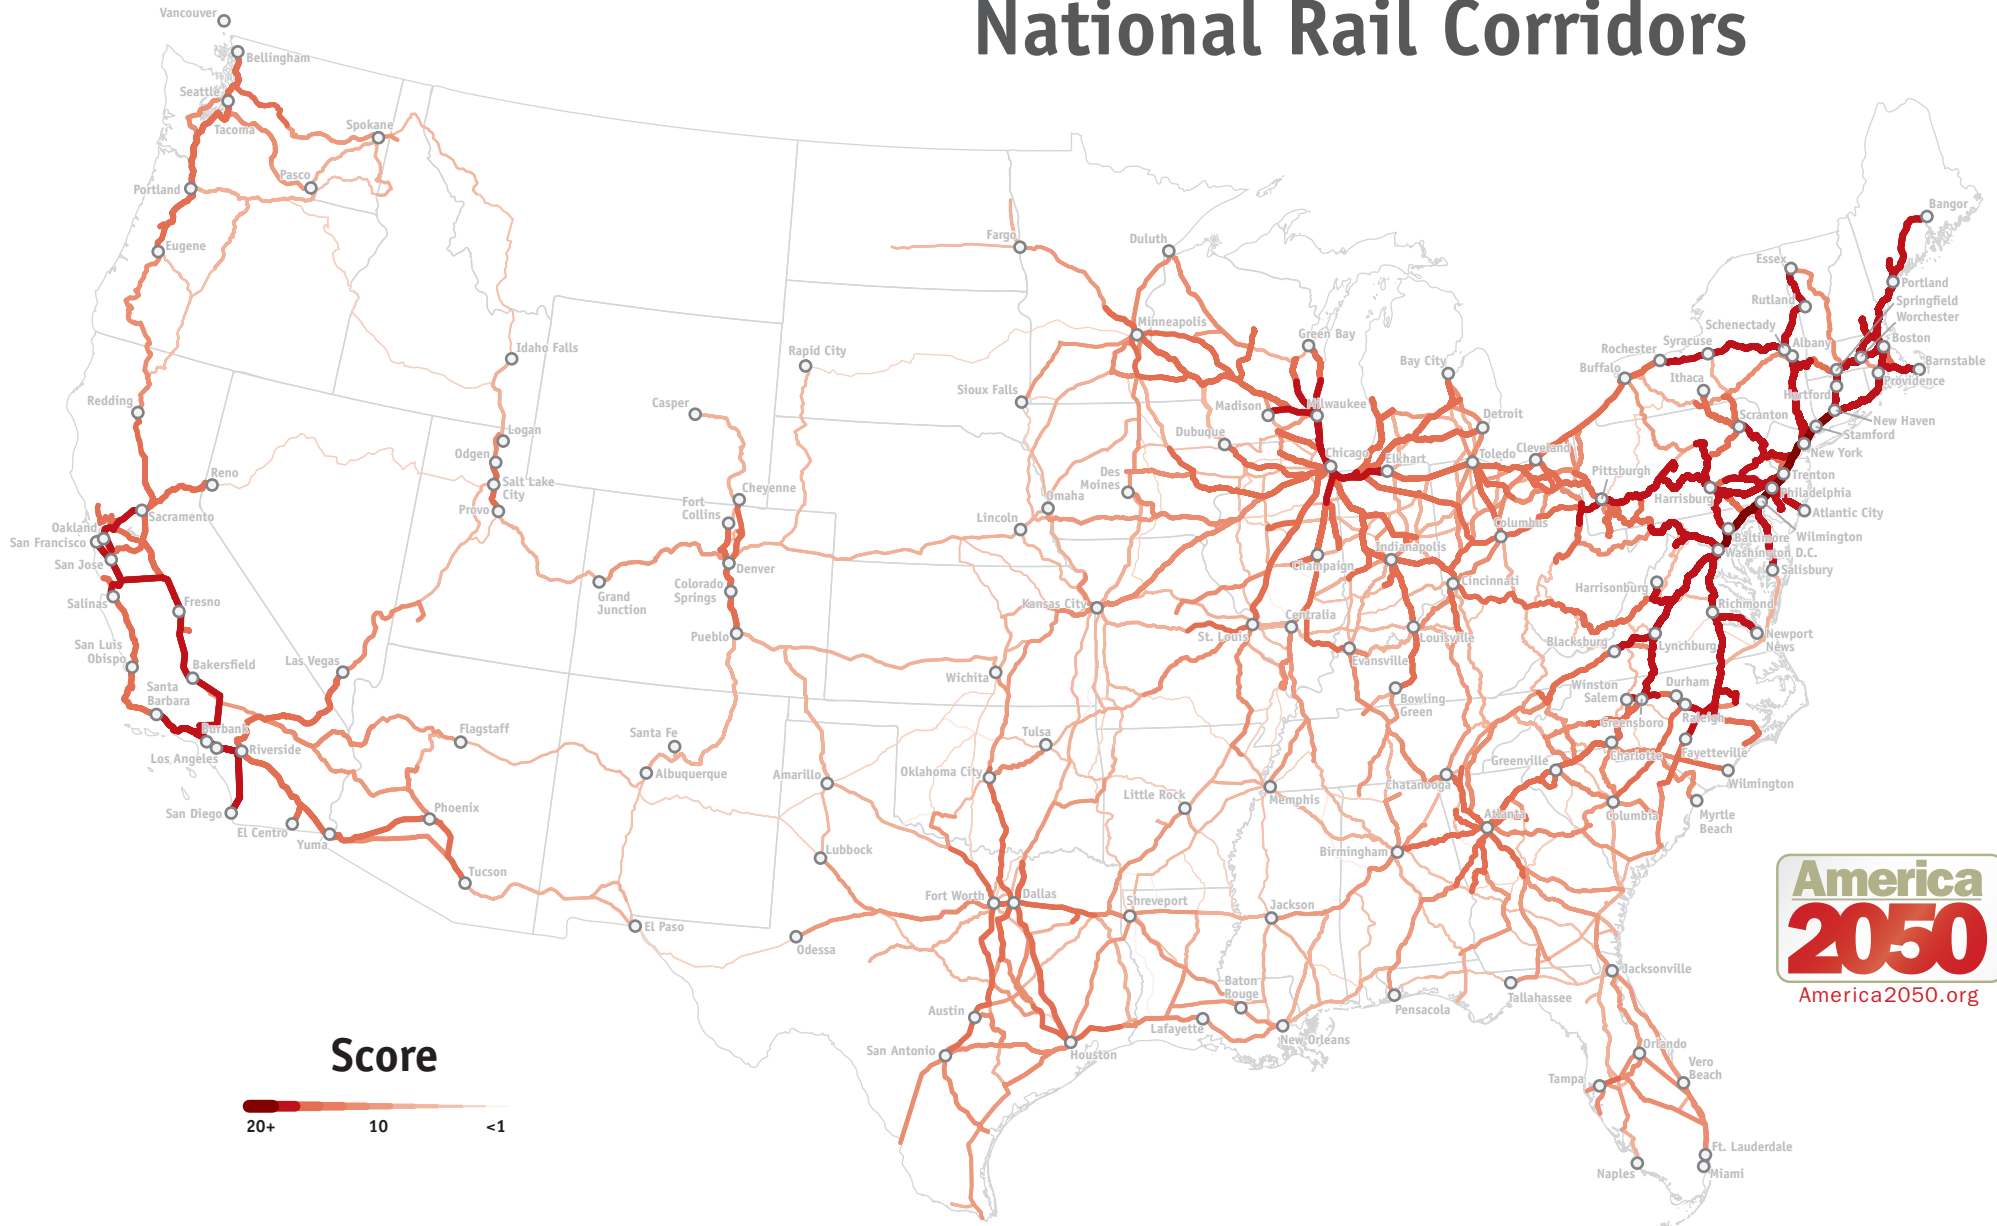 National Rail Corridors
Vancouver
Bellingham
Seattle
Tacoma
Spokane
Pasco
Portland
Eugene
Redding
Reno
Sacramento
Oakland
San Francisco
San Jose
Salinas
Fresno
San Luis
Obispo
Bakersfield
Santa
Barbara
Burbank
Los Angeles
Riverside
San Diego
El Centro
Yuma
Las Vegas
Idaho Falls
Logan
Odgen
Salt Lake
City
Provo
Grand
Junction
Flagstaff
Phoenix
Tucson
Casper
Cheyenne
Fort
Collins
Denver
Colorado
Springs
Pueblo
Santa Fe
Albuquerque
El Paso
Rapid City
Fargo
Duluth
Minneapolis
Sioux Falls
Des
Moines
Omaha
Lincoln
Kansas City
Wichita
Tulsa
Oklahoma City
Amarillo
Lubbock
Odessa
Fort Worth
Dallas
Austin
San Antonio
Houston
Shreveport
Little Rock
Memphis
Jackson
Baton
Rouge
Lafayette
New Orleans
Green Bay
Madison
Milwaukee
Dubuque
Chicago
Elkhart
Bay City
Detroit
Toledo
Cleveland
Columbus
Indianapolis
Champaign
Cincinnati
Centralia
St. Louis
Evansville
Louisville
Bowling
Green
Chatanooga
Atlanta
Birmingham
Pensacola
Tallahassee
Jacksonville
Orlando
Vero
Beach
Tampa
Naples
Ft. Lauderdale
Miami
Greenville
Columbia
Charlotte
Myrtle
Beach
Wilmington
Fayetteville
Raleigh
Durham
Greensboro
Winston
Salem
Blacksburg
Lynchburg
Harrisonburg
Richmond
Newport
News
Salisbury
Washington D.C.
Baltimore
Wilmington
Atlantic City
Philadelphia
Trenton
Harrisburg
Pittsburgh
New York
Stamford
New Haven
Scranton
Ithaca
Hartford
Buffalo
Rochester
Syracuse
Schenectady
Albany
Rutland
Essex
Providence
Barnstable
Boston
Worchester
Springfield
Portland
Bangor
Score
20+ 10 <1
America
2050
America2050.org